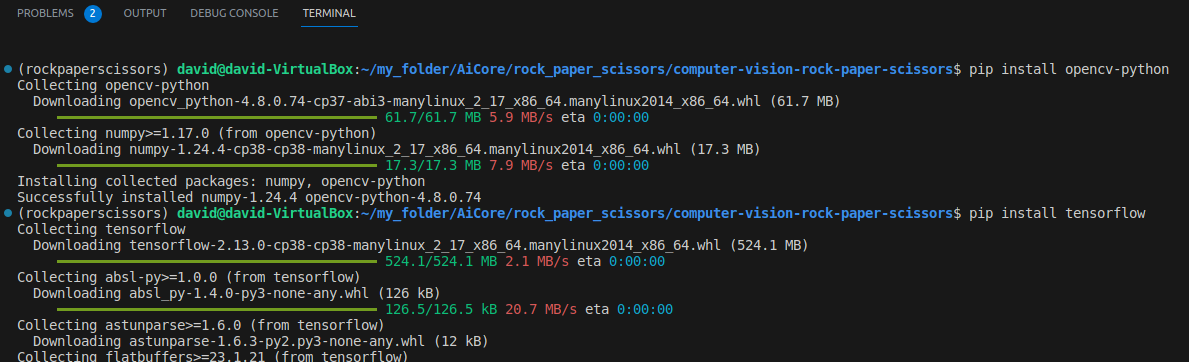 PROBLEMS 2 OUTPUT DEBUG CONSOLE TERMINAL
(rockpaperscissors) david@david-VirtualBox:~/my_folder/AiCore/rock_paper_scissors/computer-vision-rock-paper-scissors$ pip install opencv-python
Collecting opencv-python
Downloading opencv_python-4.8.0.74-cp37-abi3-manylinux_2_17_x86_64.manylinux2014_x86_64.whl (61.7 MB)
61.7/61.7 MB 5.9 MB/s eta 0:00:00
Collecting numpy>=1.17.0 (from opencv-python)
Downloading numpy-1.24.4-cp38-cp38-manylinux_2_17_x86_64.manylinux2014_x86_64.whl (17.3 MB)
17.3/17.3 MB 7.9 MB/s eta 0:00:00
Installing collected packages: numpy, opencv-python
Successfully installed numpy-1.24.4 opencv-python-4.8.0.74
(rockpaperscissors) david@david-VirtualBox:~/my_folder/AiCore/rock_paper_scissors/computer-vision-rock-paper-scissors$ pip install tensorflow
Collecting tensorflow
Downloading tensorflow-2.13.0-cp38-cp38-manylinux_2_17_x86_64.manylinux2014_x86_64.whl (524.1 MB)
524.1/524.1 MB 2.1 MB/s eta 0:00:00
Collecting absl-py>=1.0.0 (from tensorflow)
Downloading absl_py-1.4.0-py3-none-any.whl (126 kB)
126.5/126.5 kB 20.7 MB/s eta 0:00:00
Collecting astunparse>=1.6.0 (from tensorflow)
Downloading astunparse-1.6.3-py2.py3-none-any.whl (12 kB)
Collecting flatbuffers>=23.1.21 (from tensorflow)